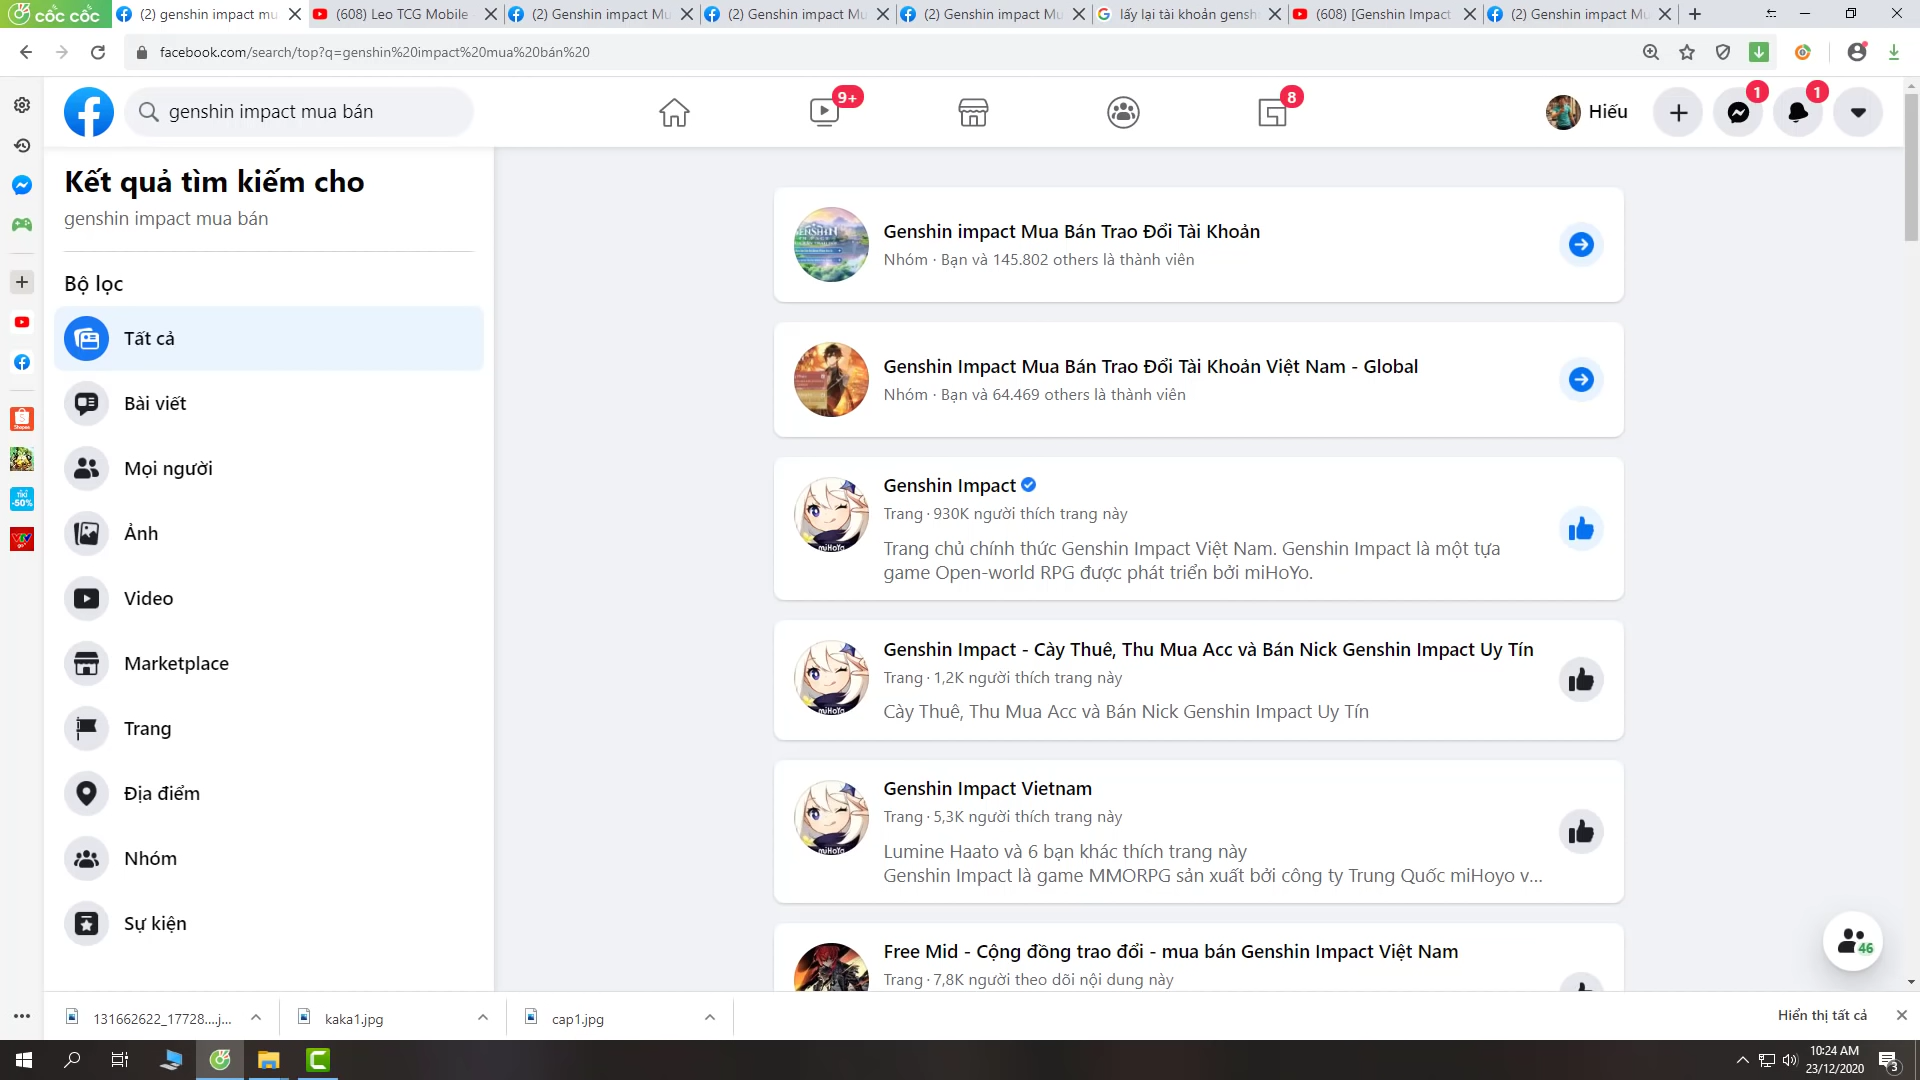 cốc cốc
(2) genshin impact mu
(608) Leo TCG Mobile
(2) Genshin impact Mu
(2) Genshin impact Mu
(2) Genshin impact Mu
lấy lại tài khoản gensh
(608) [Genshin Impact
(2) Genshin impact Mu
facebook.com/search/top?q=genshin%20impact%20mua%20bán%20
genshin impact mua bán
9+
8
Hiếu
1
1
Kết quả tìm kiếm cho
genshin impact mua bán
Bộ lọc
Tất cả
Bài viết
Mọi người
Ảnh
Video
Marketplace
Trang
Địa điểm
Nhóm
Sự kiện
Genshin impact Mua Bán Trao Đổi Tài Khoản
Nhóm · Bạn và 145.802 others là thành viên
Genshin Impact Mua Bán Trao Đổi Tài Khoản Việt Nam - Global
Nhóm · Bạn và 64.469 others là thành viên
Genshin Impact
Trang · 930K người thích trang này
Trang chủ chính thức Genshin Impact Việt Nam. Genshin Impact là một tựa
game Open-world RPG được phát triển bởi miHoYo.
miHoYo
Genshin Impact - Cày Thuê, Thu Mua Acc và Bán Nick Genshin Impact Uy Tín
Trang · 1,2K người thích trang này
Cày Thuê, Thu Mua Acc và Bán Nick Genshin Impact Uy Tín
miHoYo
Genshin Impact Vietnam
Trang · 5,3K người thích trang này
Lumine Haato và 6 bạn khác thích trang này
Genshin Impact là game MMORPG sản xuất bởi công ty Trung Quốc miHoyo v...
miHoYo
Free Mid - Cộng đồng trao đổi - mua bán Genshin Impact Việt Nam
Trang · 7,8K người theo dõi nội dung này
46
131662622_17728....j...
kaka1.jpg
cap1.jpg
Hiển thị tất cả
10:24 AM
23/12/2020
3